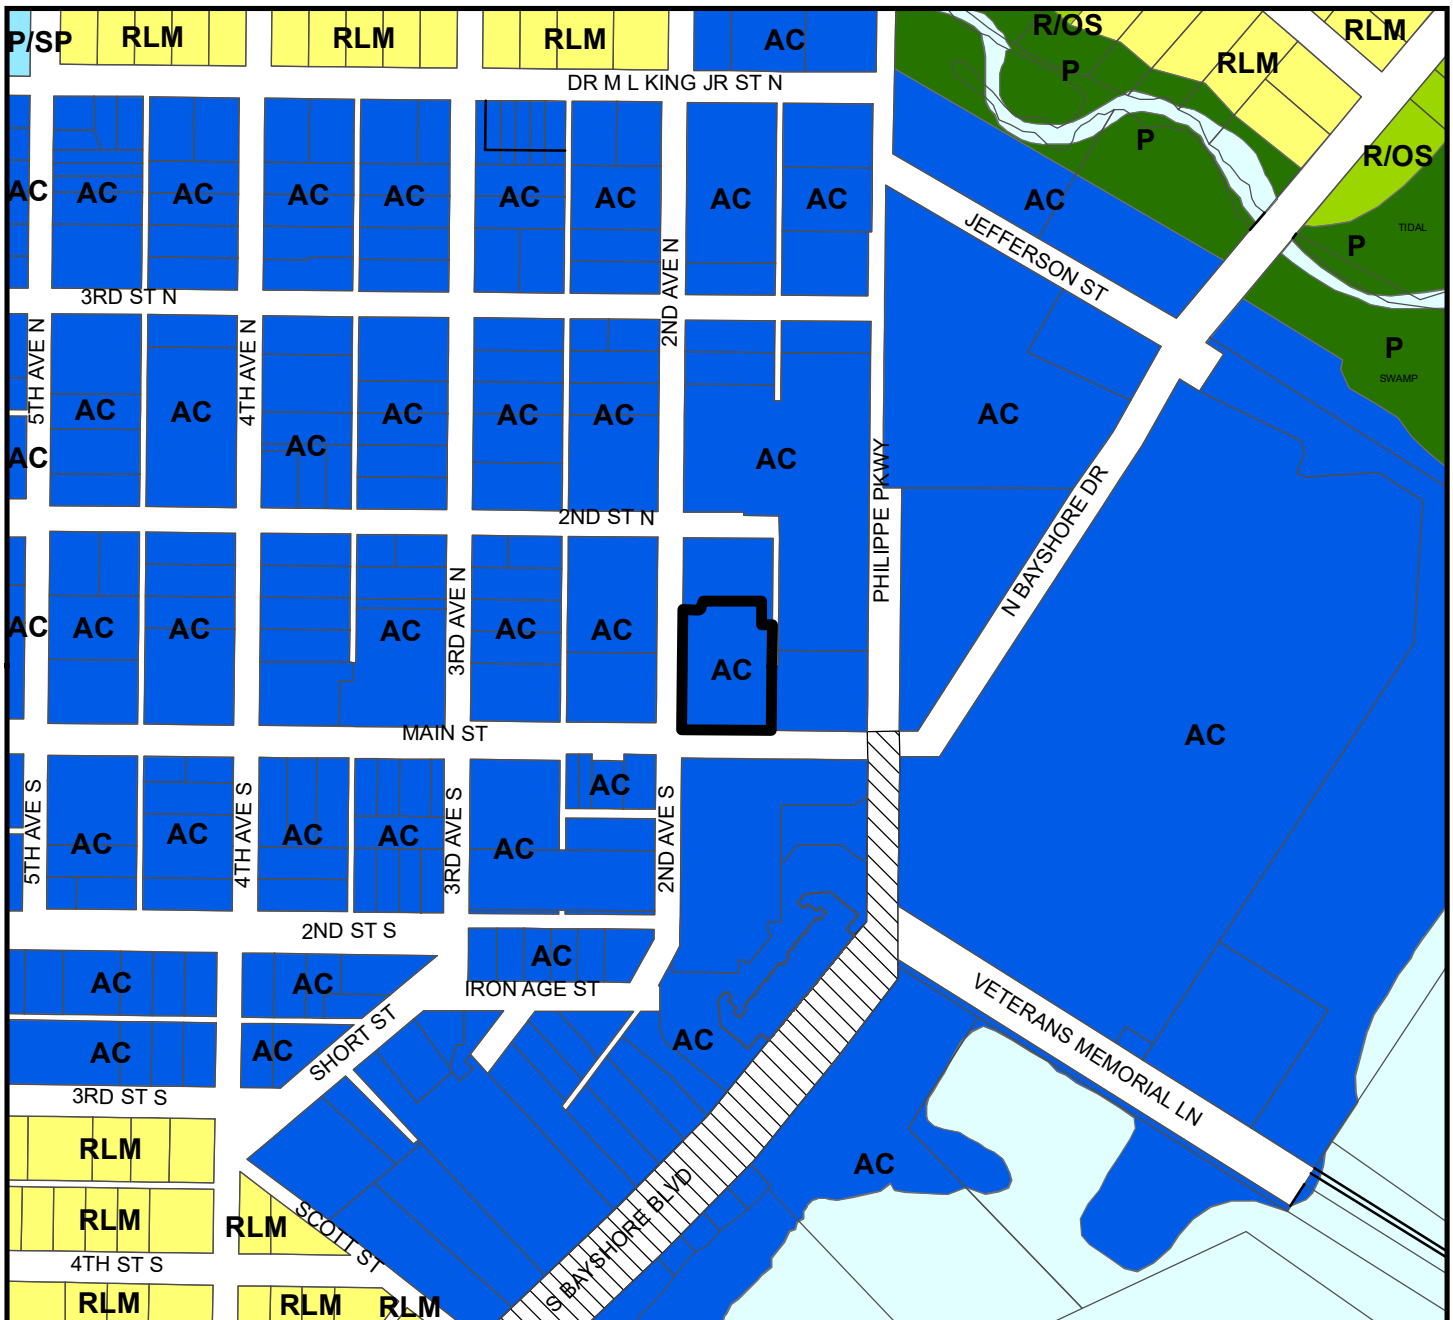 P/SP
RLM
RLM
RLM
AC
R/OS
RLM
P
RLM
DR M L KING JR ST N
P
R/OS
AC
AC
AC
AC
AC
AC
AC
AC
AC
AC
JEFFERSON ST
TIDAL
P
2ND AVE N
3RD ST N
5TH AVE N
4TH AVE N
P
SWAMP
AC
AC
AC
AC
AC
AC
AC
AC
AC
AC
PHILIPPE PKWY
N BAYSHORE DR
2ND ST N
3RD AVE N
AC
AC
AC
AC
AC
AC
AC
MAIN ST
AC
5TH AVE S
4TH AVE S
3RD AVE S
2ND AVE S
AC
AC
AC
AC
AC
AC
2ND ST S
AC
AC
AC
IRON AGE ST
VETERANS MEMORIAL LN
SHORT ST
AC
AC
AC
3RD ST S
RLM
AC
RLM
RLM
SCOTT ST
S BAYSHORE BLVD
4TH ST S
RLM
RLM
RLM